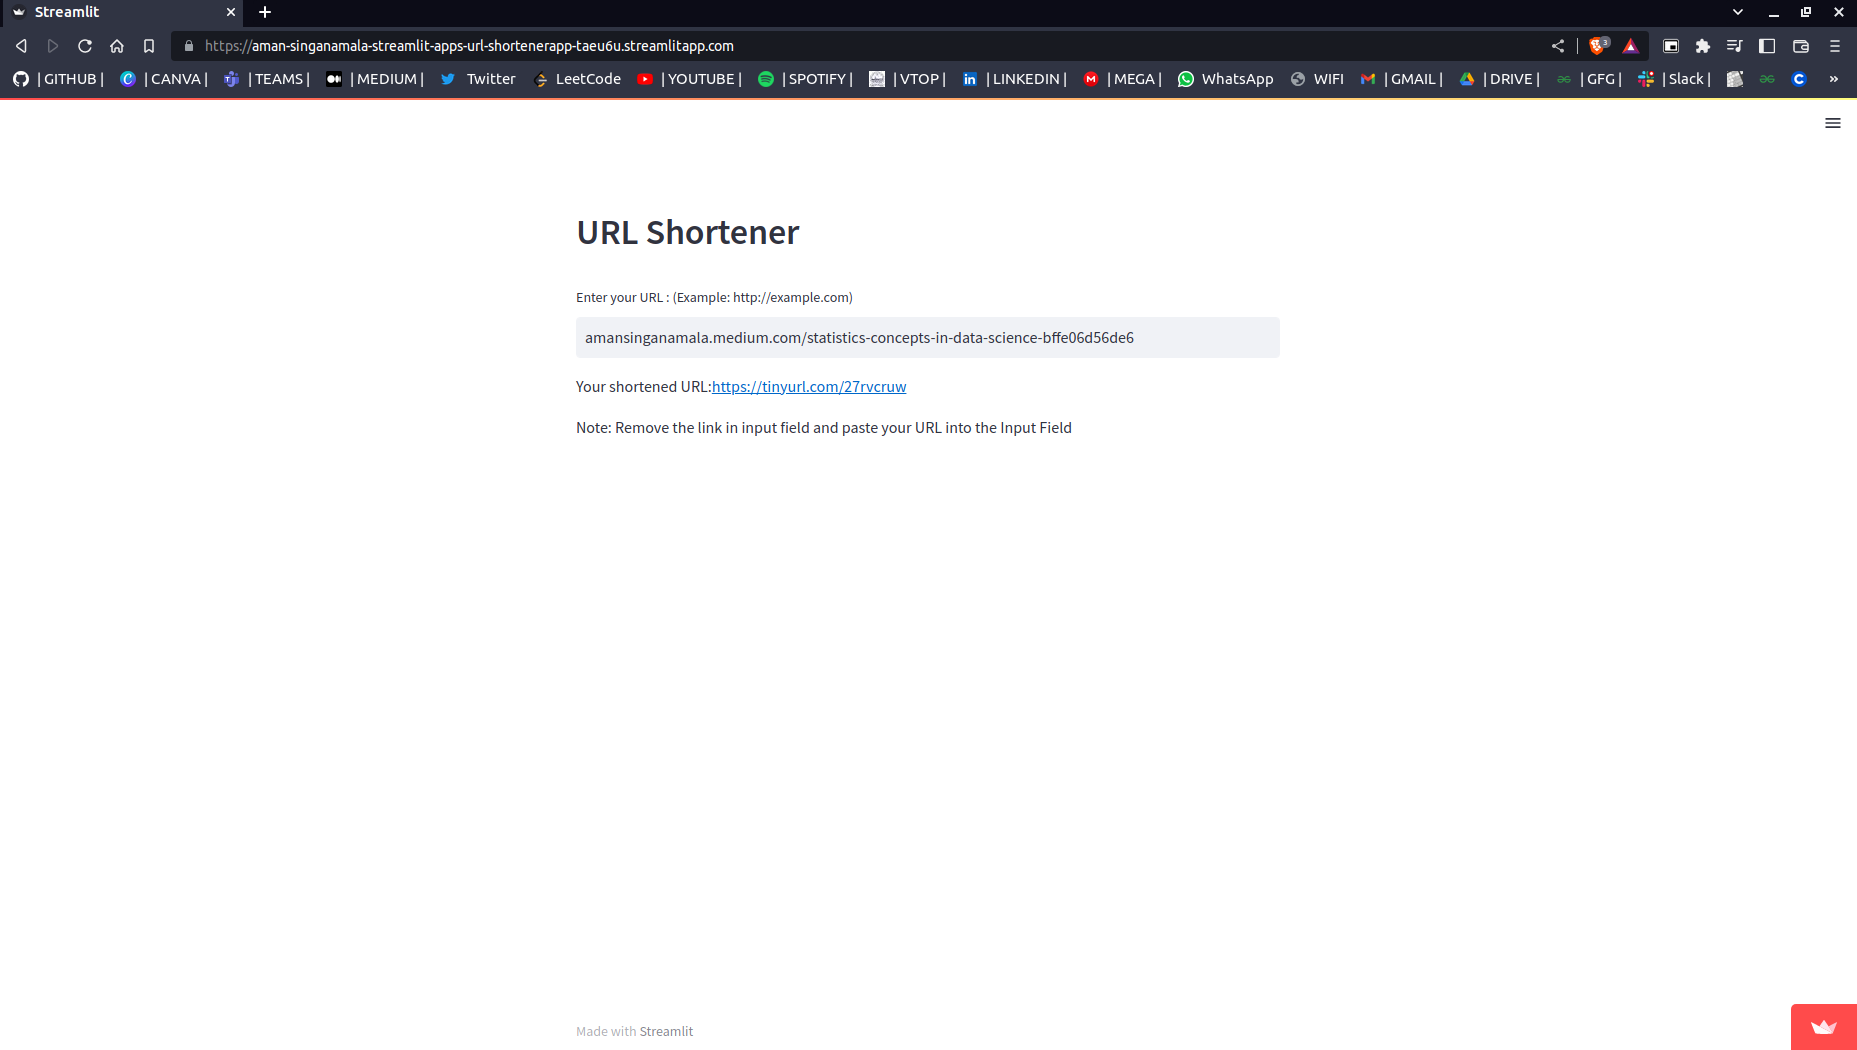 Streamlit
https://aman-singanamala-streamlit-apps-url-shortenerapp-taeu6u.streamlitapp.com 3
| GITHUB | | CANVA | | TEAMS | | MEDIUM | Twitter LeetCode | YOUTUBE | | SPOTIFY | | VTOP | | LINKEDIN | | MEGA | WhatsApp WIFI | GMAIL | | DRIVE | | GFG | | Slack | »
URL Shortener
Enter your URL : (Example: http://example.com)
amansinganamala.medium.com/statistics-concepts-in-data-science-bffe06d56de6
Your shortened URL:https://tinyurl.com/27rvcruw
Note: Remove the link in input field and paste your URL into the Input Field
Made with Streamlit